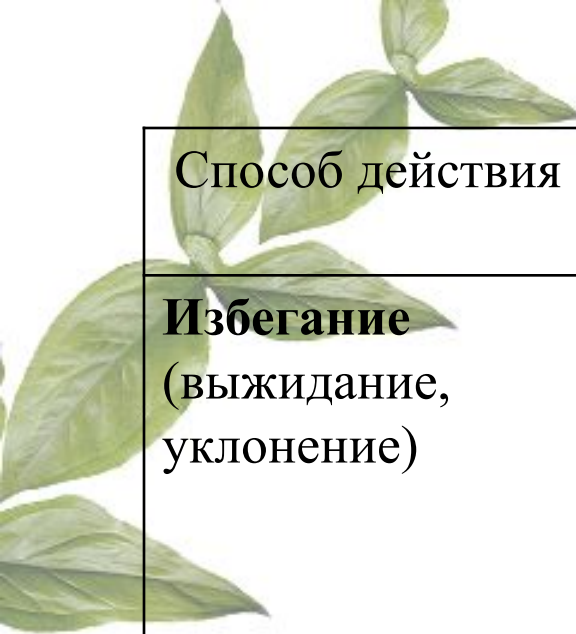 Способ действия
Избегание
(выжидание,
уклонение)